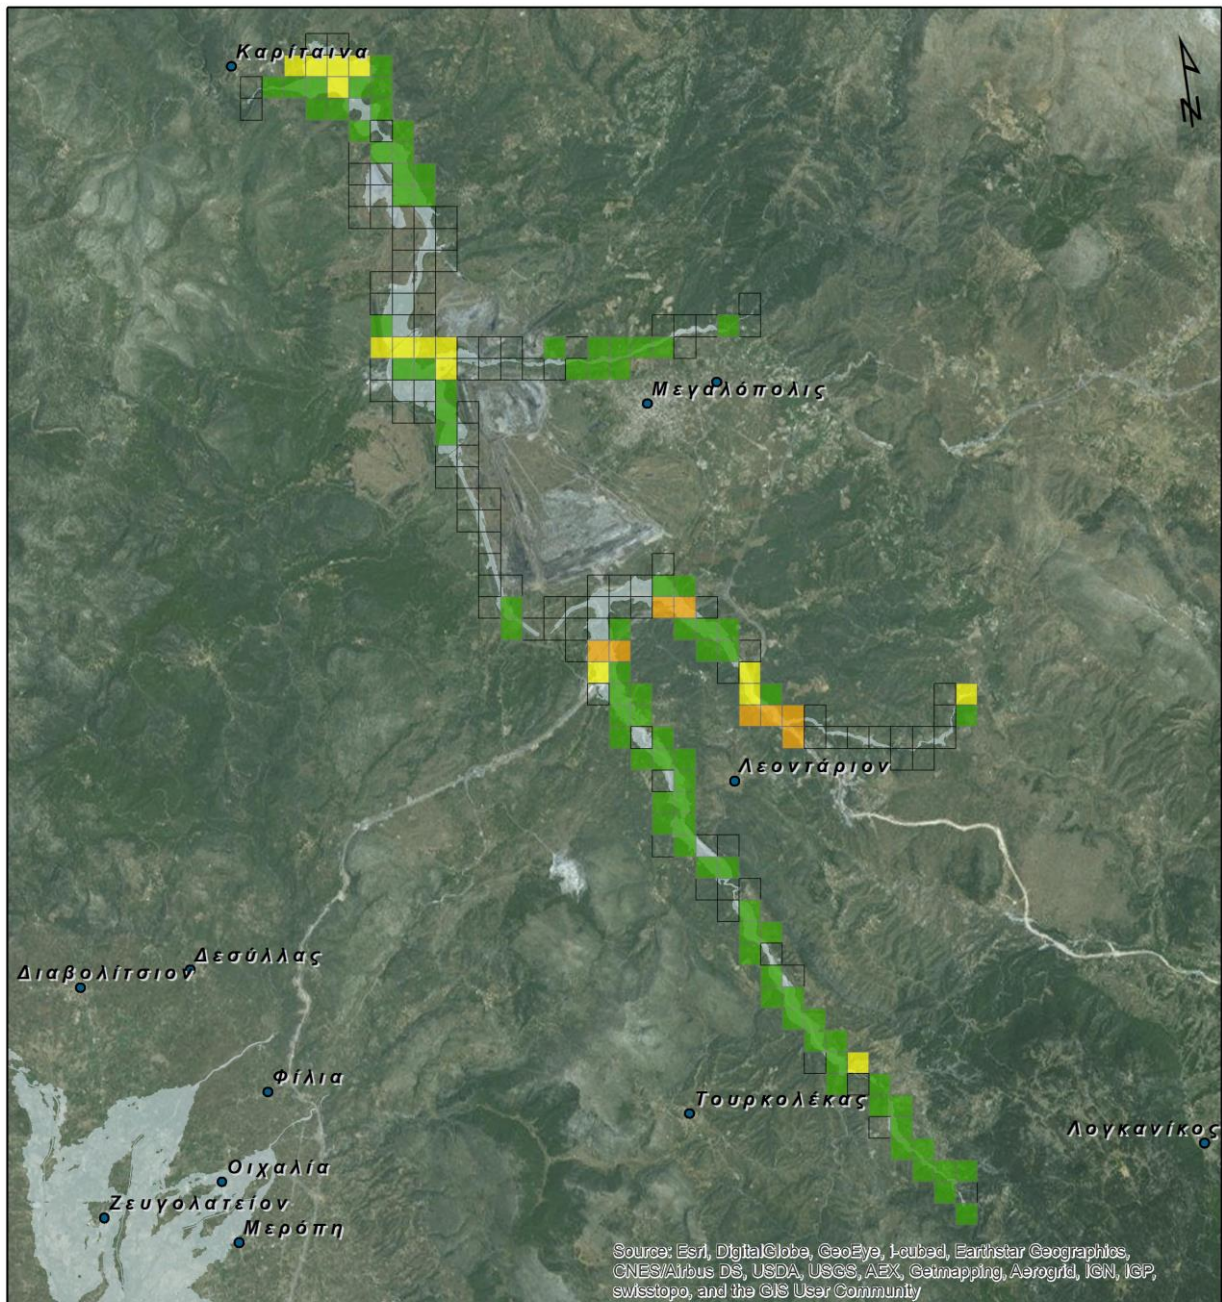 Καρίταινα
Μεγαλόπολις
Λεοντάριον
Δεσύλλας
Διαβολίτσιον
Φίλια
Τουρκολέκας
Λογκανίκος
Οιχαλία
Ζευγολατείον
Μερόπη
Source: Esri, DigitalGlobe, GeoEye, i-cubed, Earthstar Geographics,
CNES/Airbus DS, USDA, USGS, AEX, Getmapping, Aerogrid, IGN, IGP,
swisstopo, and the GIS User Community